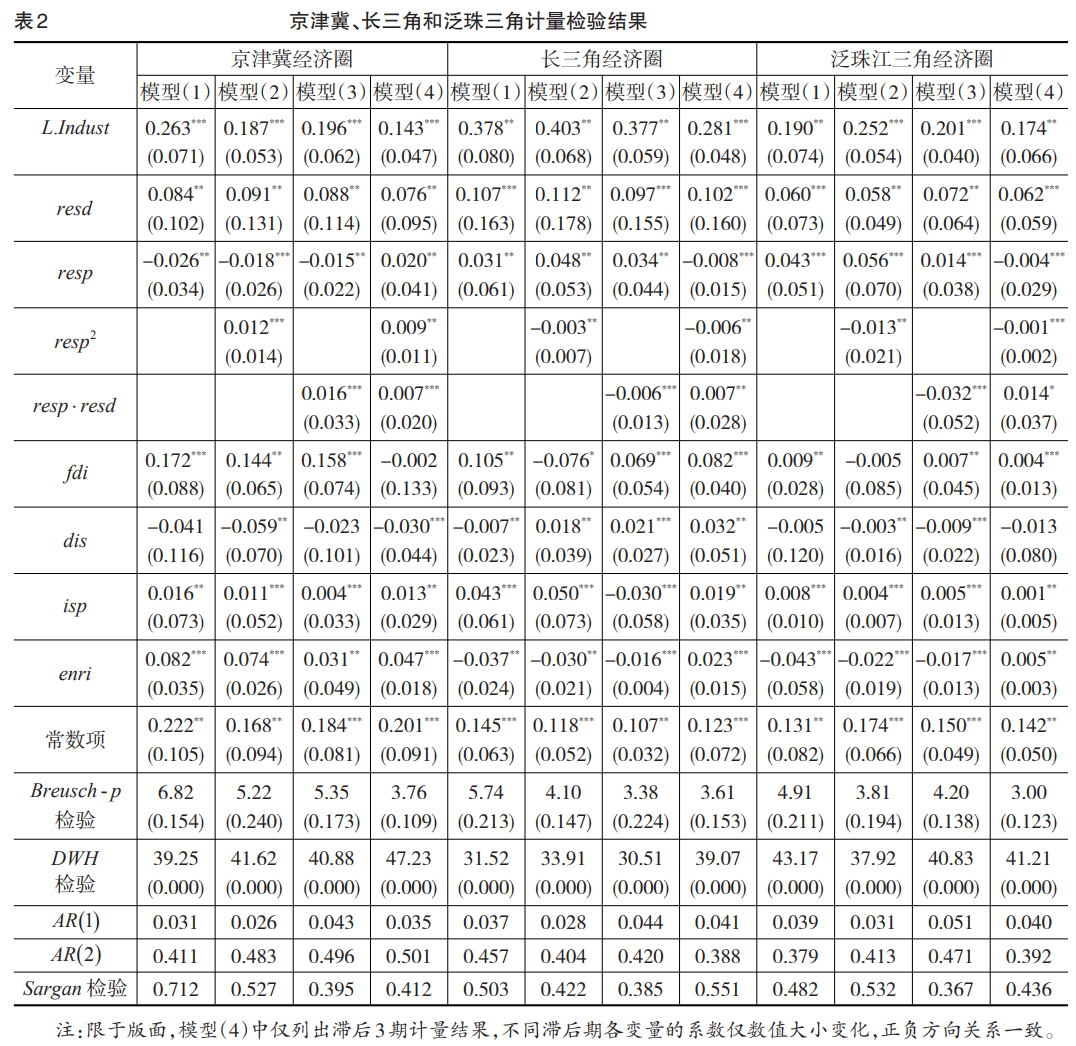 表2 京津冀、长三角和泛珠三角计量检验结果
变量 京津冀经济圈 长三角经济圈 泛珠江三角经济圈
模型(1) 模型(2) 模型(3) 模型(4) 模型(1) 模型(2) 模型(3) 模型(4) 模型(1) 模型(2) 模型(3) 模型(4)
L.Indust 0.263*** 0.187*** 0.196*** 0.143*** 0.378** 0.403** 0.377** 0.281*** 0.190** 0.252*** 0.201*** 0.174**
(0.071) (0.053) (0.062) (0.047) (0.080) (0.068) (0.059) (0.048) (0.074) (0.054) (0.040) (0.066)
resd 0.084** 0.091** 0.088** 0.076** 0.107*** 0.112** 0.097*** 0.102*** 0.060*** 0.058** 0.072** 0.062***
(0.102) (0.131) (0.114) (0.095) (0.163) (0.178) (0.155) (0.160) (0.073) (0.049) (0.064) (0.059)
resp −0.026** −0.018*** −0.015** 0.020** 0.031** 0.048** 0.034** −0.008*** 0.043*** 0.056*** 0.014*** −0.004***
(0.034) (0.026) (0.022) (0.041) (0.061) (0.053) (0.044) (0.015) (0.051) (0.070) (0.038) (0.029)
resp² 0.012*** 0.009** −0.003** −0.006** −0.013** −0.001***
(0.014) (0.011) (0.007) (0.018) (0.021) (0.002)
resp·resd 0.016*** 0.007*** −0.006*** 0.007** −0.032*** 0.014*
(0.033) (0.020) (0.013) (0.028) (0.052) (0.037)
fdi 0.172*** 0.144** 0.158*** −0.002 0.105** −0.076* 0.069*** 0.082*** 0.009** −0.005 0.007** 0.004***
(0.088) (0.065) (0.074) (0.133) (0.093) (0.081) (0.054) (0.040) (0.028) (0.085) (0.045) (0.013)
dis −0.041 −0.059** −0.023 −0.030*** −0.007** 0.018** 0.021*** 0.032** −0.005 −0.003** −0.009*** −0.013
(0.116) (0.070) (0.101) (0.044) (0.023) (0.039) (0.027) (0.051) (0.120) (0.016) (0.022) (0.080)
isp 0.016** 0.011*** 0.004*** 0.013** 0.043*** 0.050*** −0.030*** 0.019** 0.008*** 0.004*** 0.005*** 0.001**
(0.073) (0.052) (0.033) (0.029) (0.061) (0.073) (0.058) (0.035) (0.010) (0.007) (0.013) (0.005)
enri 0.082*** 0.074*** 0.031** 0.047*** −0.037** −0.030** −0.016*** 0.023*** −0.043*** −0.022*** −0.017*** 0.005**
(0.035) (0.026) (0.049) (0.018) (0.024) (0.021) (0.004) (0.015) (0.058) (0.019) (0.013) (0.003)
常数项 0.222** 0.168** 0.184*** 0.201*** 0.145*** 0.118*** 0.107** 0.123*** 0.131** 0.174*** 0.150*** 0.142**
(0.105) (0.094) (0.081) (0.091) (0.063) (0.052) (0.032) (0.072) (0.082) (0.066) (0.049) (0.050)
Breusch-p 6.82 5.22 5.35 3.76 5.74 4.10 3.38 3.61 4.91 3.81 4.20 3.00
检验 (0.154) (0.240) (0.173) (0.109) (0.213) (0.147) (0.224) (0.153) (0.211) (0.194) (0.138) (0.123)
DWH 39.25 41.62 40.88 47.23 31.52 33.91 30.51 39.07 43.17 37.92 40.83 41.21
检验 (0.000) (0.000) (0.000) (0.000) (0.000) (0.000) (0.000) (0.000) (0.000) (0.000) (0.000) (0.000)
AR(1) 0.031 0.026 0.043 0.035 0.037 0.028 0.044 0.041 0.039 0.031 0.051 0.040
AR(2) 0.411 0.483 0.496 0.501 0.457 0.404 0.420 0.388 0.379 0.413 0.471 0.392
Sargan 检验 0.712 0.527 0.395 0.412 0.503 0.422 0.385 0.551 0.482 0.532 0.367 0.436
注:限于版面,模型(4)中仅列出滞后3期计量结果,不同滞后期各变量的系数仅数值大小变化,正负方向关系一致。